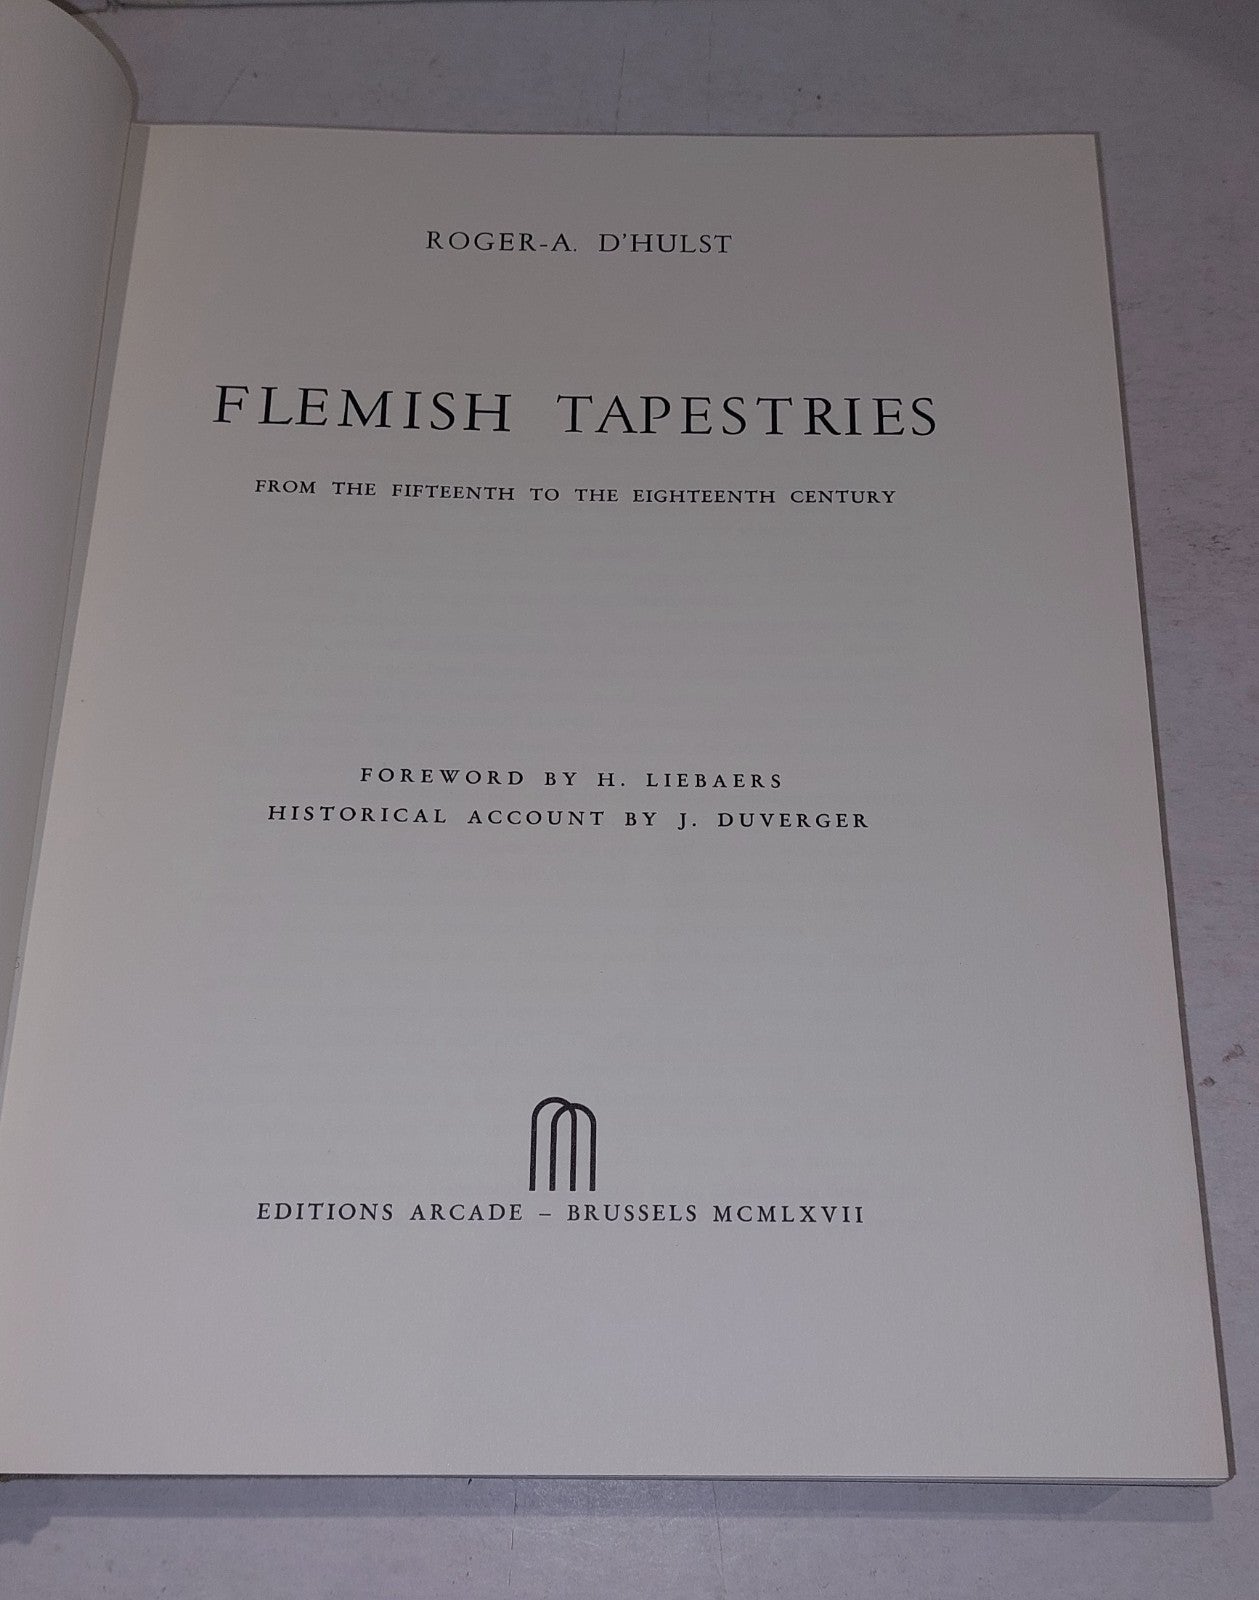 ROGER-A. D'HULST
FLEMISH TAPESTRIES
FROM THE FIFTEENTH TO THE EIGHTEENTH CENTURY
FOREWORD BY H. LIEBAERS
HISTORICAL ACCOUNT BY J. DUVERGER
EDITIONS ARCADE – BRUSSELS MCMLXVII